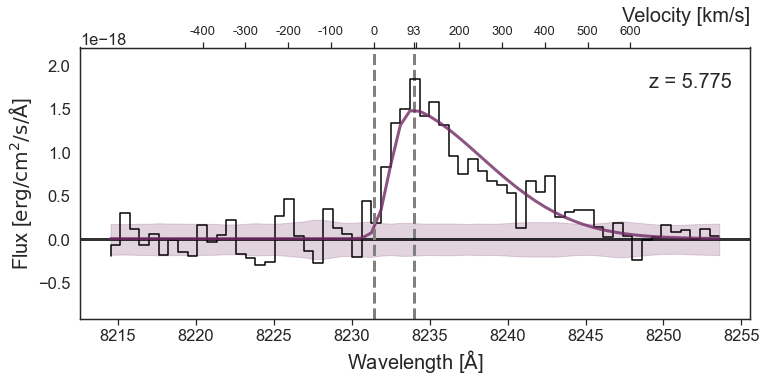 Velocity [km/s]
-400 -300 -200 -100 0 93 200 300 400 500 600
1e−18
z = 5.775
2.0
1.5
1.0
0.5
0.0
−0.5
Flux [erg/cm²/s/Å]
8215 8220 8225 8230 8235 8240 8245 8250 8255
Wavelength [Å]